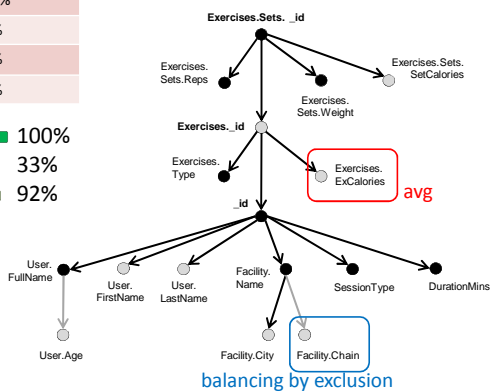 %
%
%
%
100%
33%
92%
Exercises.Sets. _id
Exercises.
Sets.Reps
Exercises.
Sets.Weight
Exercises.Sets.
SetCalories
Exercises._id
Exercises.
Type
Exercises.
ExCalories
avg
_id
User.
FullName
User.
FirstName
User.
LastName
Facility.
Name
SessionType
DurationMins
User.Age
Facility.City
Facility.Chain
balancing by exclusion